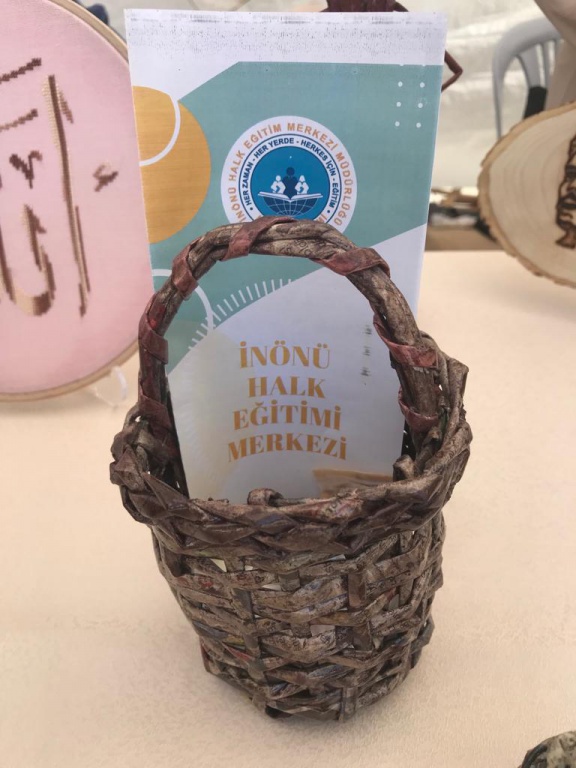 İNÖNÜ HALK EĞİTİM MERKEZİ MÜDÜRLÜĞÜ
HER ZAMAN - HER YERDE - HERKES İÇİN - EĞİTİM
İNÖNÜ
HALK
EĞİTİMİ
MERKEZİ